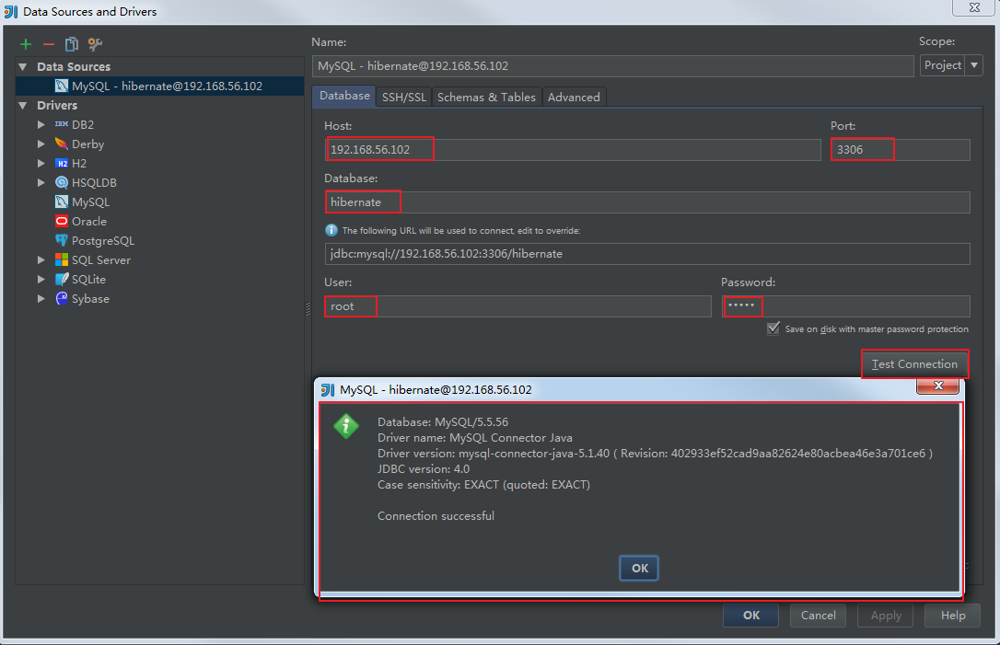 Data Sources and Drivers
Name:
Scope:
MySQL - hibernate@192.168.56.102
Project
Data Sources
MySQL - hibernate@192.168.56.102
Drivers
IBM DB2
Derby
H2 H2
HSQLDB
MySQL
Oracle
PostgreSQL
SQL Server
SQLite
Sybase
Database SSH/SSL Schemas & Tables Advanced
Host:
Port:
192.168.56.102
3306
Database:
hibernate
The following URL will be used to connect, edit to override:
jdbc:mysql://192.168.56.102:3306/hibernate
User:
Password:
root
•••••
Save on disk with master password protection
Test Connection
MySQL - hibernate@192.168.56.102
Database: MySQL/5.5.56
Driver name: MySQL Connector Java
Driver version: mysql-connector-java-5.1.40 ( Revision: 402933ef52cad9aa82624e80acbea46e3a701ce6 )
JDBC version: 4.0
Case sensitivity: EXACT (quoted: EXACT)
Connection successful
OK
OK Cancel Apply Help